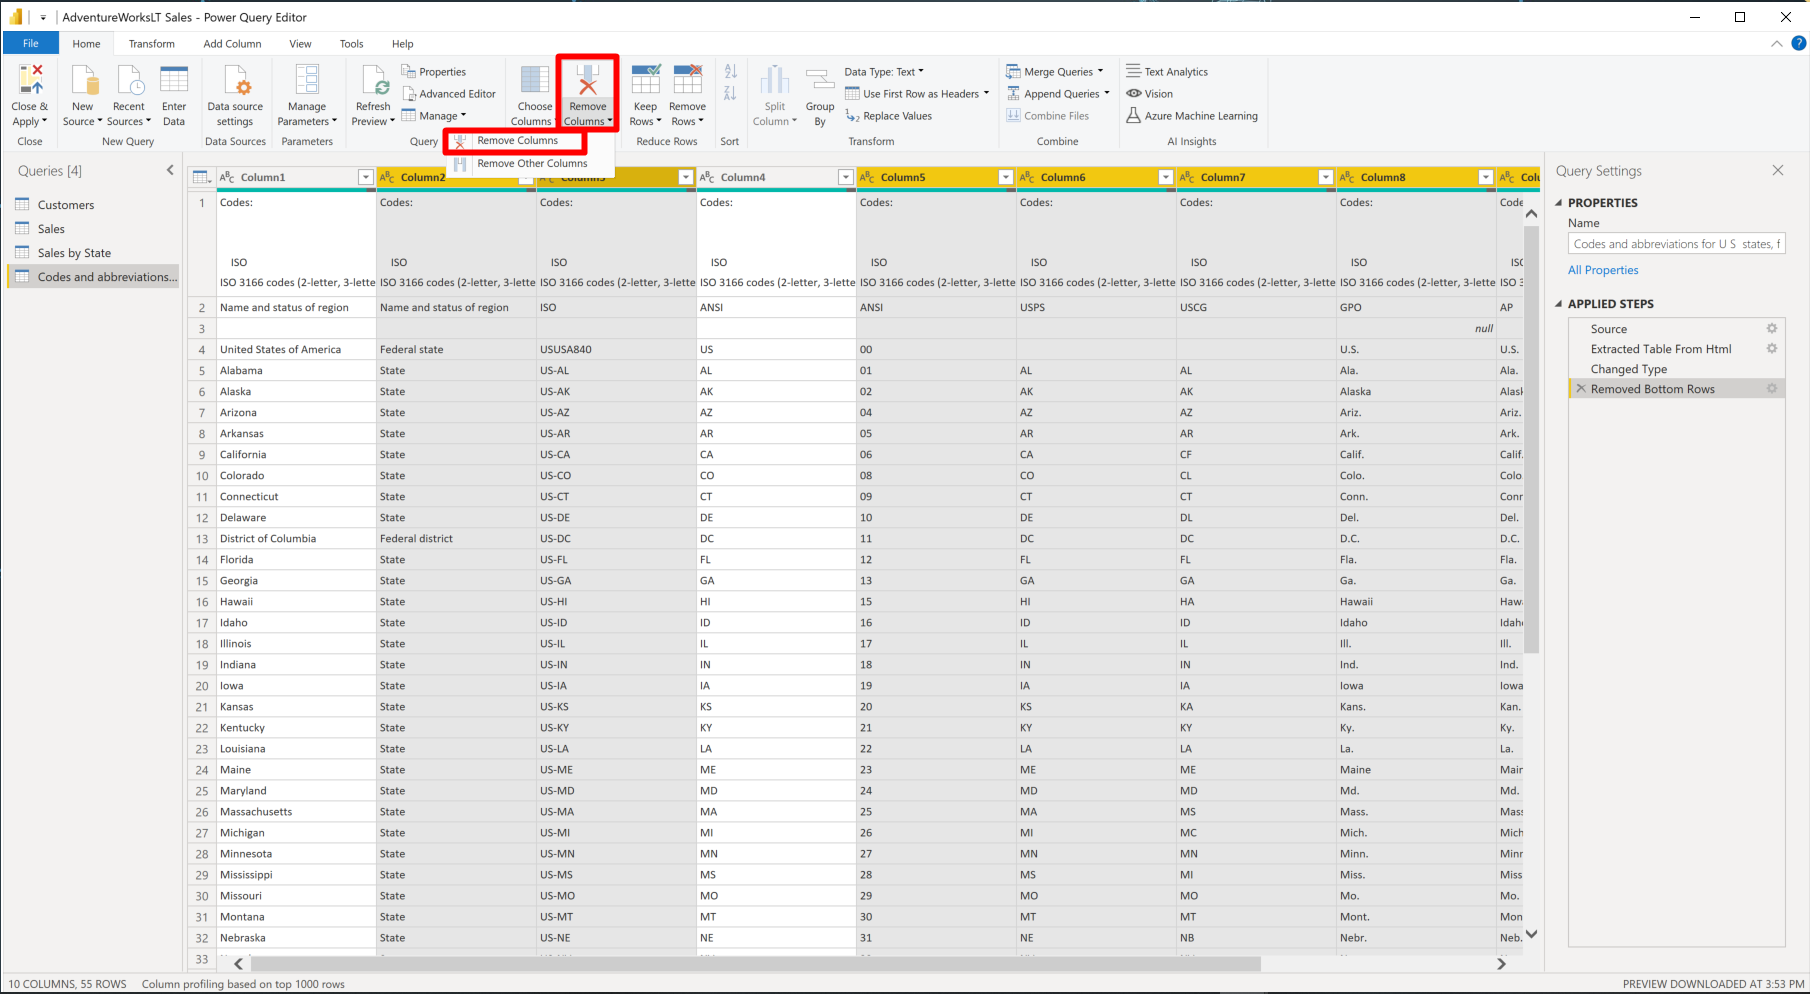 AdventureWorksLT Sales - Power Query Editor
File Home Transform Add Column View Tools Help
Close & Apply
New Source
Recent Sources
Enter Data
Data source settings
Manage Parameters
Refresh Preview
Properties
Advanced Editor
Manage
Choose Columns
Remove Columns
Keep Rows
Remove Rows
Split Column
Group By
Data Type: Text
Use First Row as Headers
Replace Values
Merge Queries
Append Queries
Combine Files
Text Analytics
Vision
Azure Machine Learning
Close New Query Data Sources Parameters Query Reduce Rows Sort Transform Combine AI Insights
Remove Columns
Remove Other Columns
Queries [4]
Customers
Sales
Sales by State
Codes and abbreviations...
Column1 Column2 Column3 Column4 Column5 Column6 Column7 Column8
1 Codes: Codes: Codes: Codes: Codes: Codes: Codes: Codes: Code
ISO ISO ISO ISO ISO ISO ISO ISO
ISO 3166 codes (2-letter, 3-lette ISO 3166 codes (2-letter, 3-lette ISO 3166 codes (2-letter, 3-lette ISO 3166 codes (2-letter, 3-lette ISO 3166 codes (2-letter, 3-lette ISO 3166 codes (2-letter, 3-lette ISO 3166 codes (2-letter, 3-lette ISO 3166 codes (2-letter, 3-lette ISO 3
2 Name and status of region Name and status of region ISO ANSI ANSI USPS USCG GPO AP
3 null
4 United States of America Federal state USUSA840 US 00 U.S. U.S.
5 Alabama State US-AL AL 01 AL AL Ala. Ala.
6 Alaska State US-AK AK 02 AK AK Alaska Alask
7 Arizona State US-AZ AZ 04 AZ AZ Ariz. Ariz.
8 Arkansas State US-AR AR 05 AR AR Ark. Ark.
9 California State US-CA CA 06 CA CF Calif. Calif.
10 Colorado State US-CO CO 08 CO CL Colo. Colo
11 Connecticut State US-CT CT 09 CT CT Conn. Conn
12 Delaware State US-DE DE 10 DE DL Del. Del.
13 District of Columbia Federal district US-DC DC 11 DC DC D.C. D.C.
14 Florida State US-FL FL 12 FL FL Fla. Fla.
15 Georgia State US-GA GA 13 GA GA Ga. Ga.
16 Hawaii State US-HI HI 15 HI HA Hawaii Hawa
17 Idaho State US-ID ID 16 ID ID Idaho Idaho
18 Illinois State US-IL IL 17 IL IL Ill. Ill.
19 Indiana State US-IN IN 18 IN IN Ind. Ind.
20 Iowa State US-IA IA 19 IA IA Iowa Iowa
21 Kansas State US-KS KS 20 KS KA Kans. Kan.
22 Kentucky State US-KY KY 21 KY KY Ky. Ky.
23 Louisiana State US-LA LA 22 LA LA La. La.
24 Maine State US-ME ME 23 ME ME Maine Main
25 Maryland State US-MD MD 24 MD MD Md. Md.
26 Massachusetts State US-MA MA 25 MA MS Mass. Mass
27 Michigan State US-MI MI 26 MI MC Mich. Mich
28 Minnesota State US-MN MN 27 MN MN Minn. Minn
29 Mississippi State US-MS MS 28 MS MI Miss. Miss
30 Missouri State US-MO MO 29 MO MO Mo. Mo.
31 Montana State US-MT MT 30 MT MT Mont. Mon
32 Nebraska State US-NE NE 31 NE NB Nebr. Neb.
33
Query Settings
PROPERTIES
Name
Codes and abbreviations for U S states, f
All Properties
APPLIED STEPS
Source
Extracted Table From Html
Changed Type
Removed Bottom Rows
10 COLUMNS, 55 ROWS Column profiling based on top 1000 rows PREVIEW DOWNLOADED AT 3:53 PM